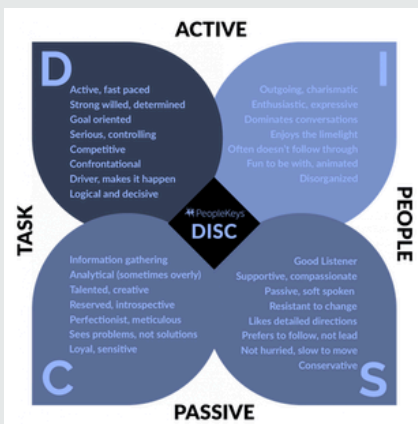 ACTIVE
D
Active, fast paced
Strong willed, determined
Goal oriented
Serious, controlling
Competitive
Confrontational
Driver, makes it happen
Logical and decisive
I
Outgoing, charismatic
Enthusiastic, expressive
Dominates conversations
Enjoys the limelight
Often doesn't follow through
Fun to be with, animated
Disorganized
TASK
PeopleKeys
DISC
PEOPLE
Information gathering
Analytical (sometimes overly)
Talented, creative
Reserved, introspective
Perfectionist, meticulous
Sees problems, not solutions
Loyal, sensitive
C
Good Listener
Supportive, compassionate
Passive, soft spoken
Resistant to change
Likes detailed directions
Prefers to follow, not lead
Not hurried, slow to move
Conservative
S
PASSIVE